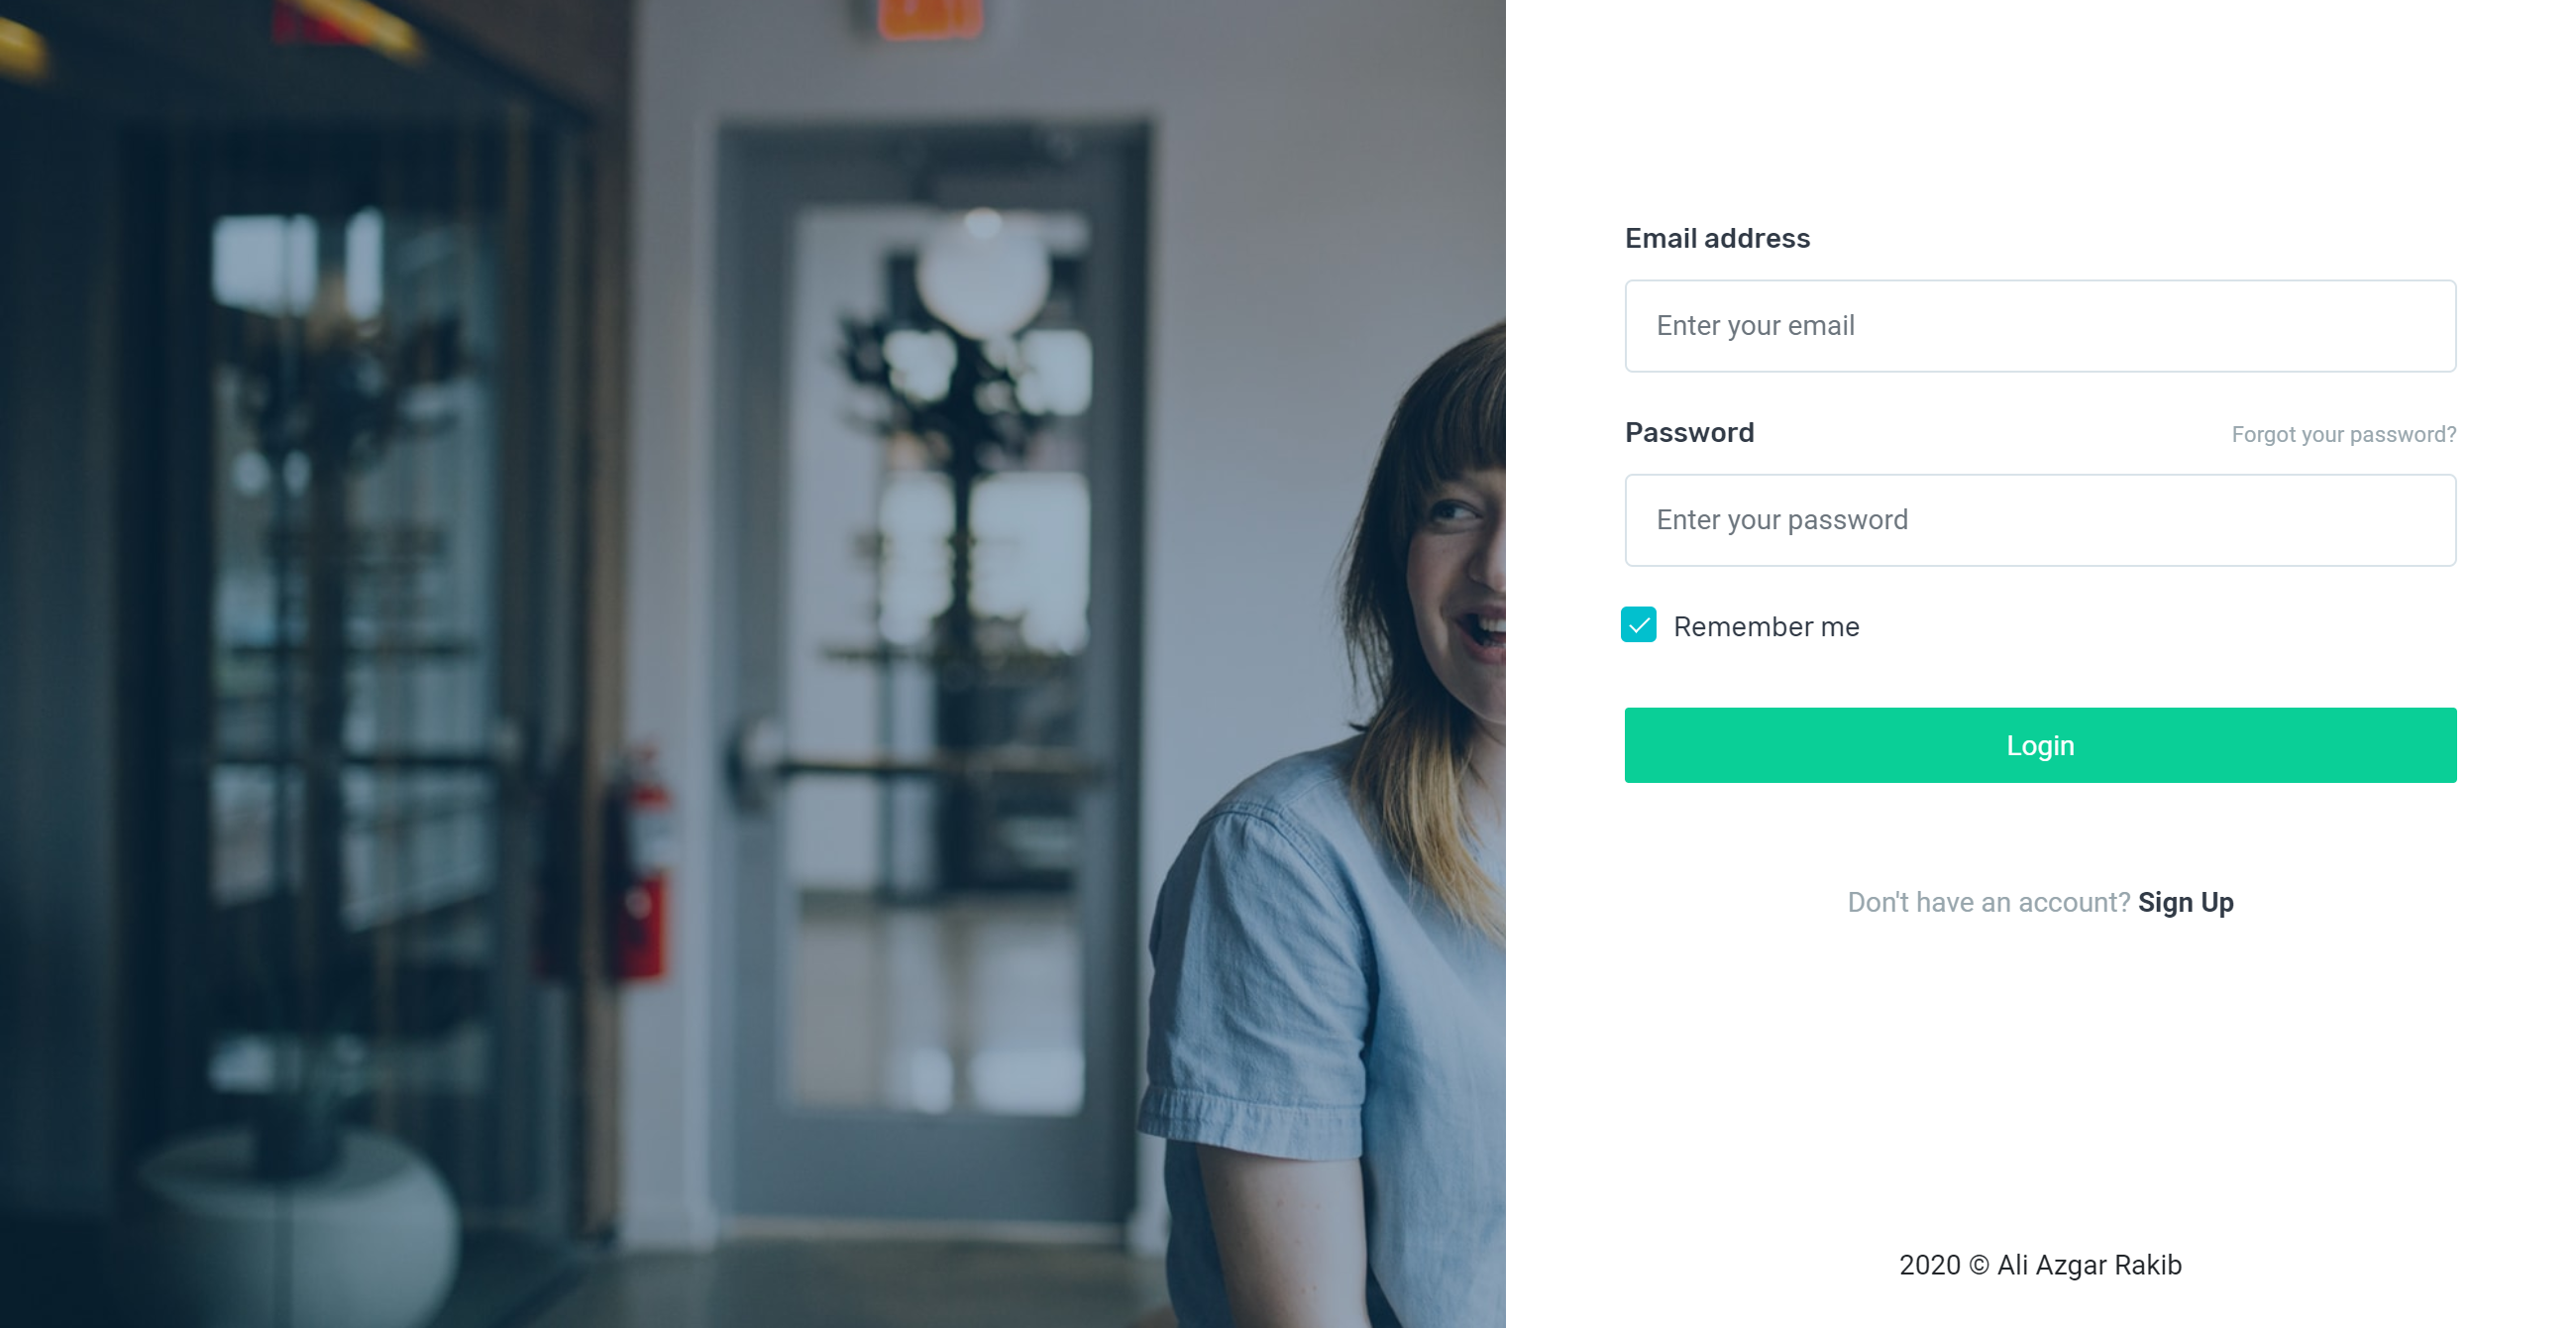 Email address
Enter your email
Password
Forgot your password?
Enter your password
Remember me
Login
Don't have an account? Sign Up
2020 © Ali Azgar Rakib